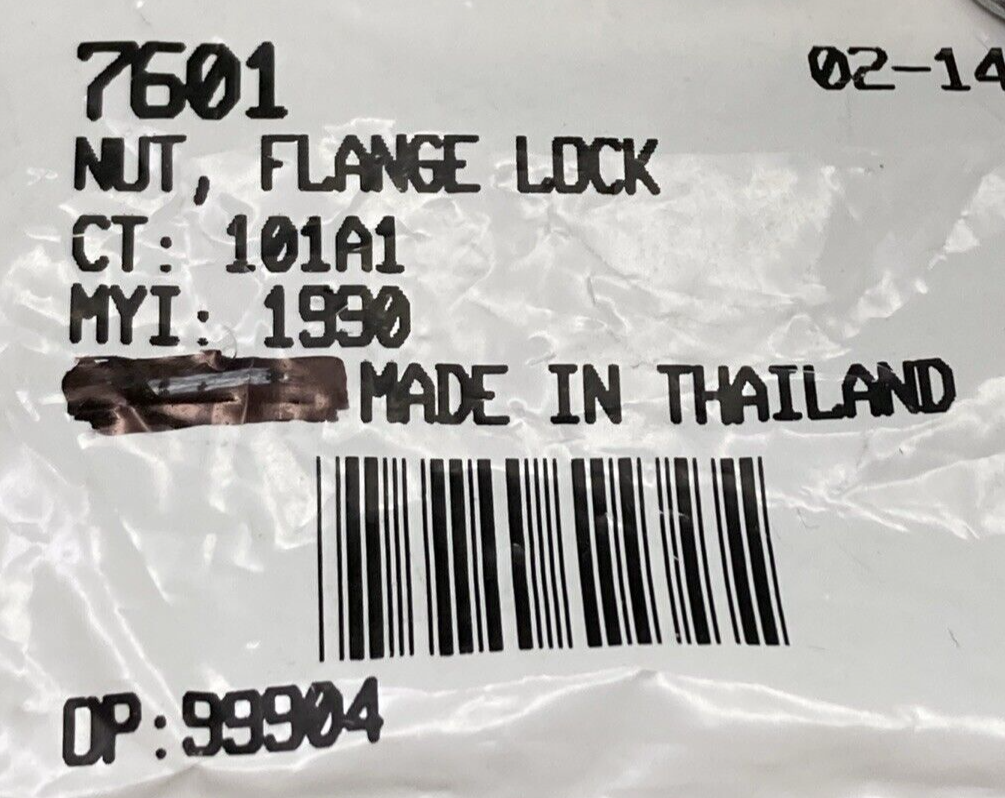 7601
02-14
NUT, FLANGE LOCK
CT: 101A1
MYI: 1990
MADE IN THAILAND
OP:99904